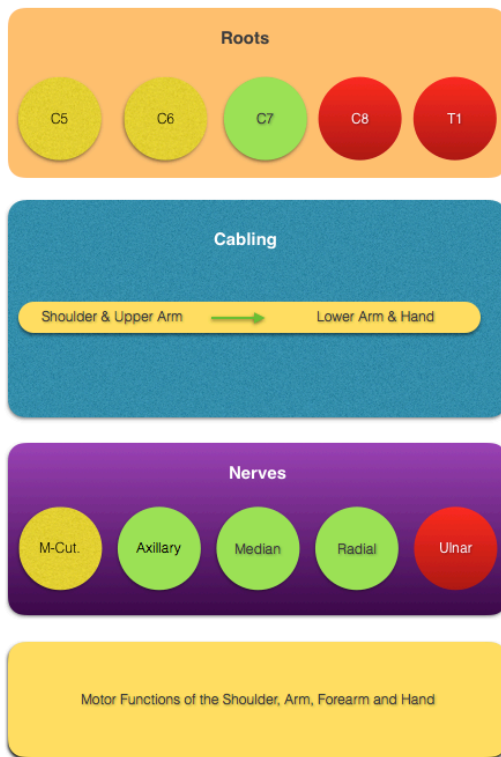 Roots
C5 C6 C7 C8 T1
Cabling
Shoulder & Upper Arm Lower Arm & Hand
Nerves
M-Cut. Axillary Median Radial Ulnar
Motor Functions of the Shoulder, Arm, Forearm and Hand